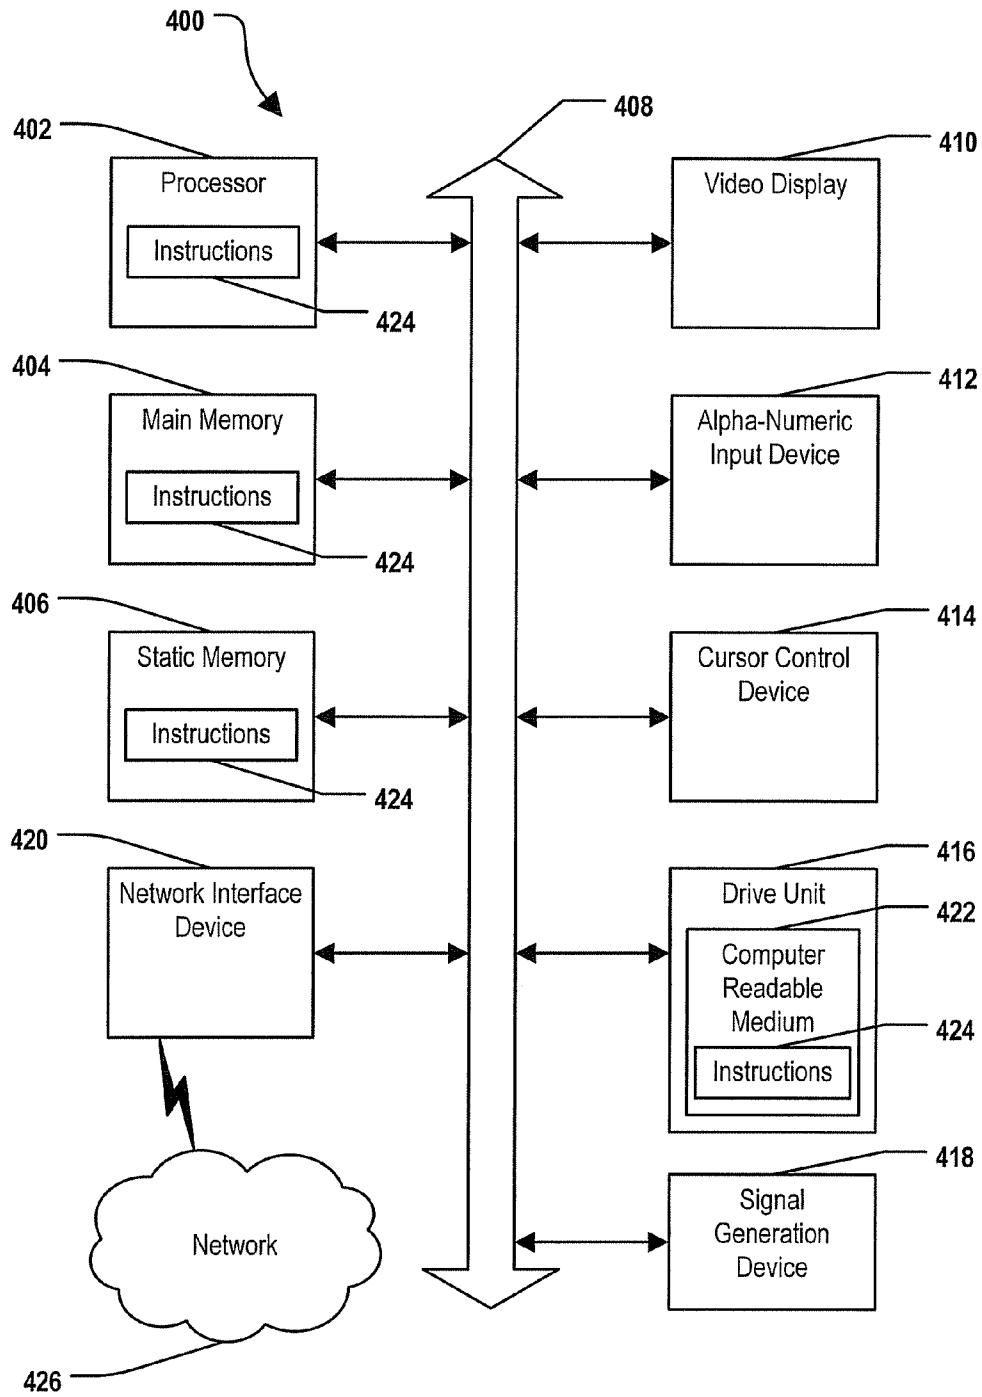 400
408
402
410
Processor
Video Display
Instructions
424
404
412
Main Memory
Alpha-Numeric
Input Device
Instructions
424
406
414
Static Memory
Cursor Control
Device
Instructions
424
420
416
Network Interface
Device
Drive Unit
422
Computer
Readable
Medium
424
Instructions
418
Signal
Generation
Device
Network
426